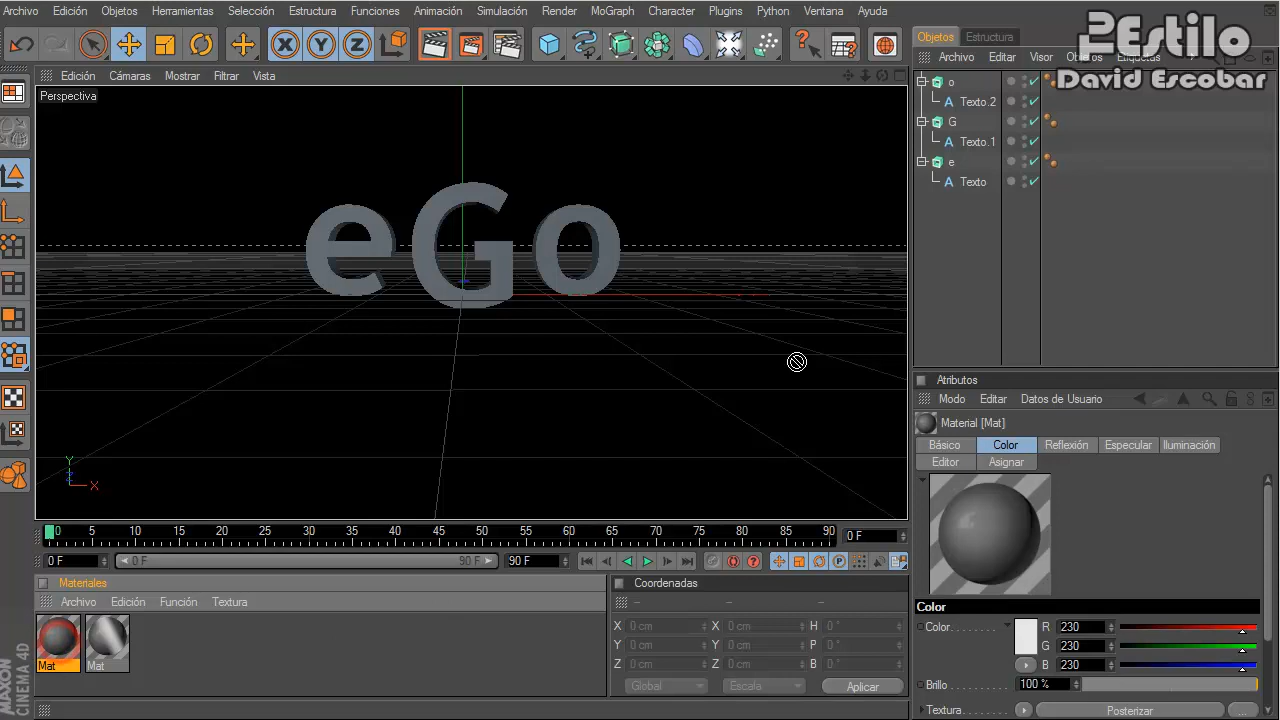 Archivo Edición Objetos Herramientas Selección Estructura Funciones Animación Simulación Render MoGraph Character Plugins Python Ventana Ayuda
X Y Z
TuEstilo
David Escobar
Objetos Estructura
Archivo Editar Visor Objetos Etiquetas
Edición Cámaras Mostrar Filtrar Vista
Perspectiva
o
Texto.2
G
Texto.1
e
Texto
eGo
Y
Z
X
Atributos
Modo Editar Datos de Usuario
Material [Mat]
Básico Color Reflexión Especular Iluminación
Editor Asignar
0 5 10 15 20 25 30 35 40 45 50 55 60 65 70 75 80 85 90 0 F
0 F 0 F 90 F 90 F
Materiales
Archivo Edición Función Textura
Mat Mat
Coordenadas
X 0 cm X 0 cm H 0 °
Y 0 cm Y 0 cm P 0 °
Z 0 cm Z 0 cm B 0 °
Global Escala Aplicar
Color
Color R 230
G 230
B 230
Brillo 100 %
Textura Posterizar ...
MAXON CINEMA 4D